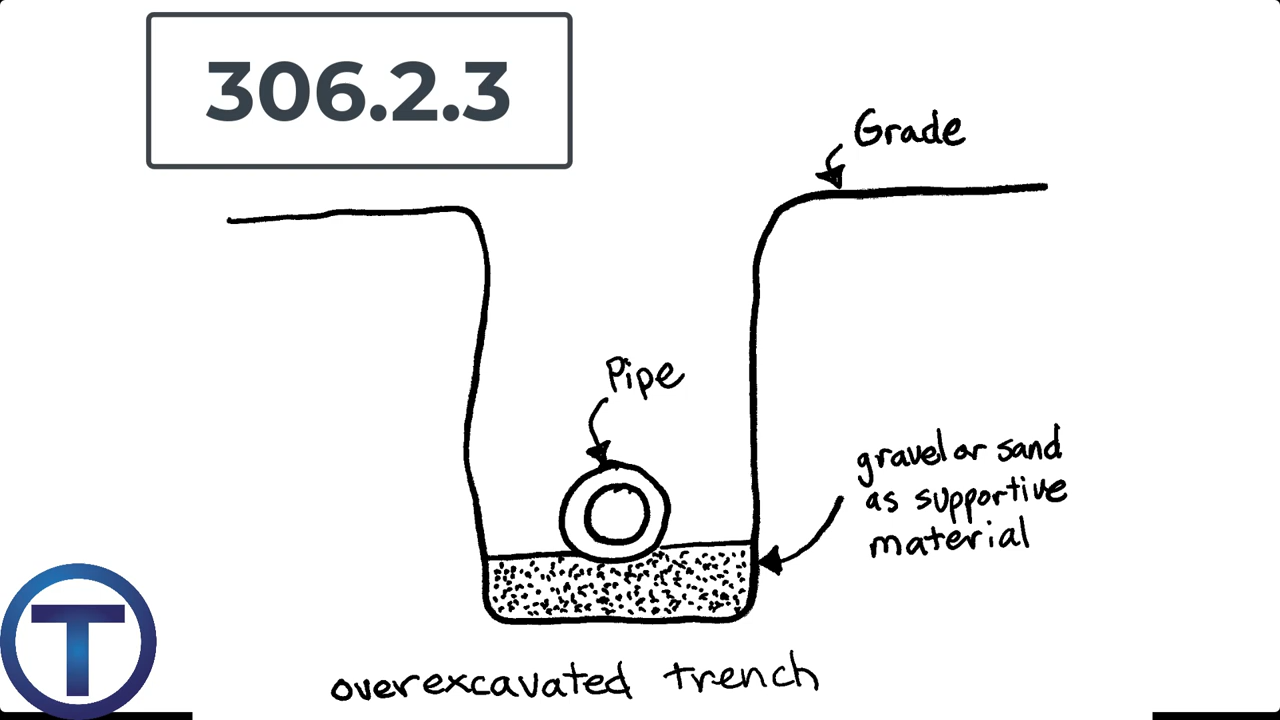 306.2.3
Grade
Pipe
gravel or sand
as supportive
material
T
overexcavated trench